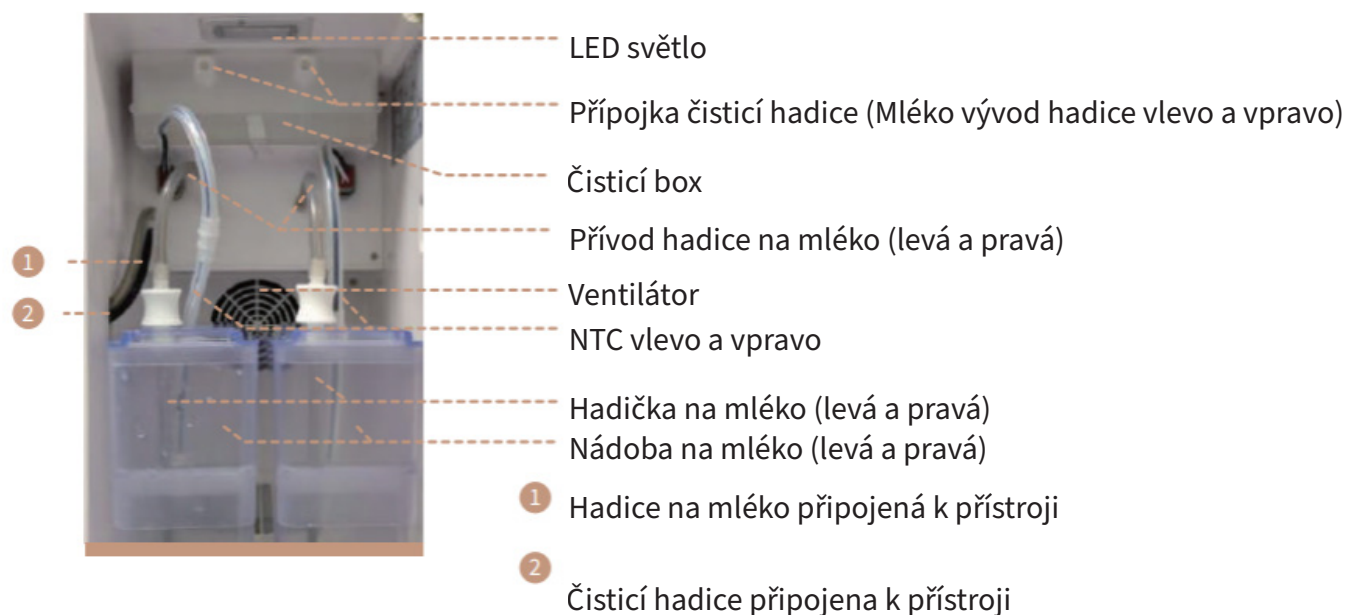 LED světlo
Přípojka čisticí hadice (Mléko vývod hadice vlevo a vpravo)
Čisticí box
Přívod hadice na mléko (levá a pravá)
1
Ventilátor
2
NTC vlevo a vpravo
Hadička na mléko (levá a pravá)
Nádoba na mléko (levá a pravá)
1 Hadice na mléko připojená k přístroji
2
Čisticí hadice připojena k přístroji